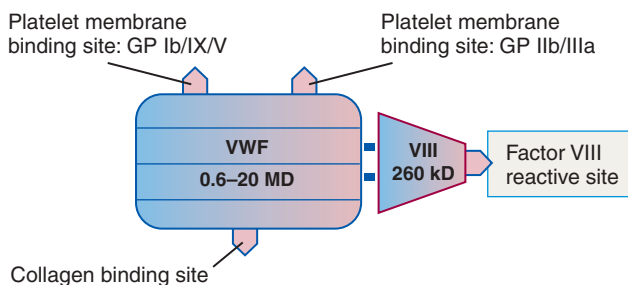 Platelet membrane
binding site: GP Ib/IX/V
Platelet membrane
binding site: GP IIb/IIIa
VWF
0.6–20 MD
VIII
260 kD
Factor VIII
reactive site
Collagen binding site